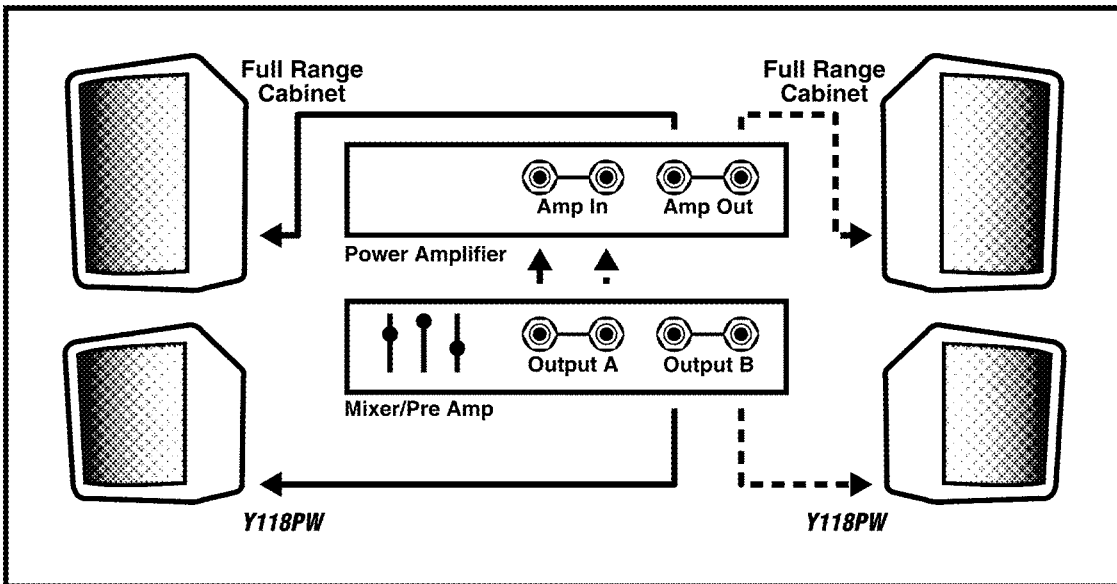 Full Range
Cabinet
Full Range
Cabinet
Amp In
Amp Out
Power Amplifier
Output A
Output B
Mixer/Pre Amp
Y118PW
Y118PW